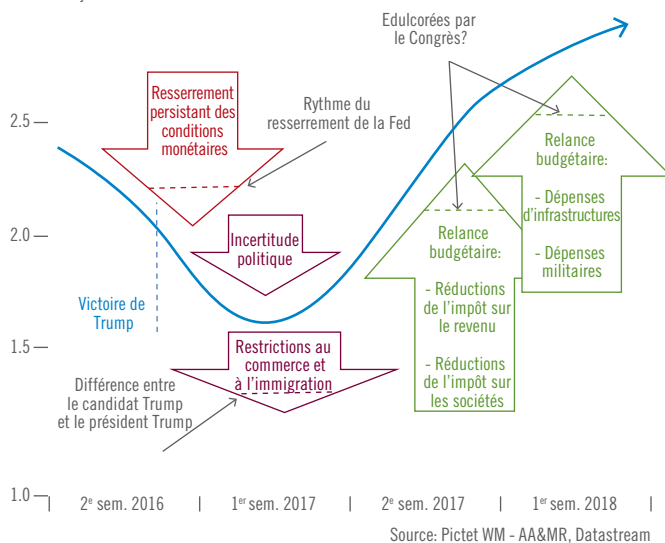 Edulcorées par
le Congrès?
Resserrement
persistant des
conditions
monétaires
Rythme du
resserrement de la Fed
2.5
Relance
budgétaire:
- Dépenses
d'infrastructures
- Dépenses
militaires
2.0
Incertitude
politique
Relance
budgétaire:
- Réductions
de l'impôt sur
le revenu
- Réductions
de l'impôt sur
les sociétés
Victoire de
Trump
1.5
Restrictions au
commerce et
à l'immigration
Différence entre
le candidat Trump
et le président Trump
1.0
2e sem. 2016 | 1er sem. 2017 | 2e sem. 2017 | 1er sem. 2018
Source: Pictet WM - AA&MR, Datastream